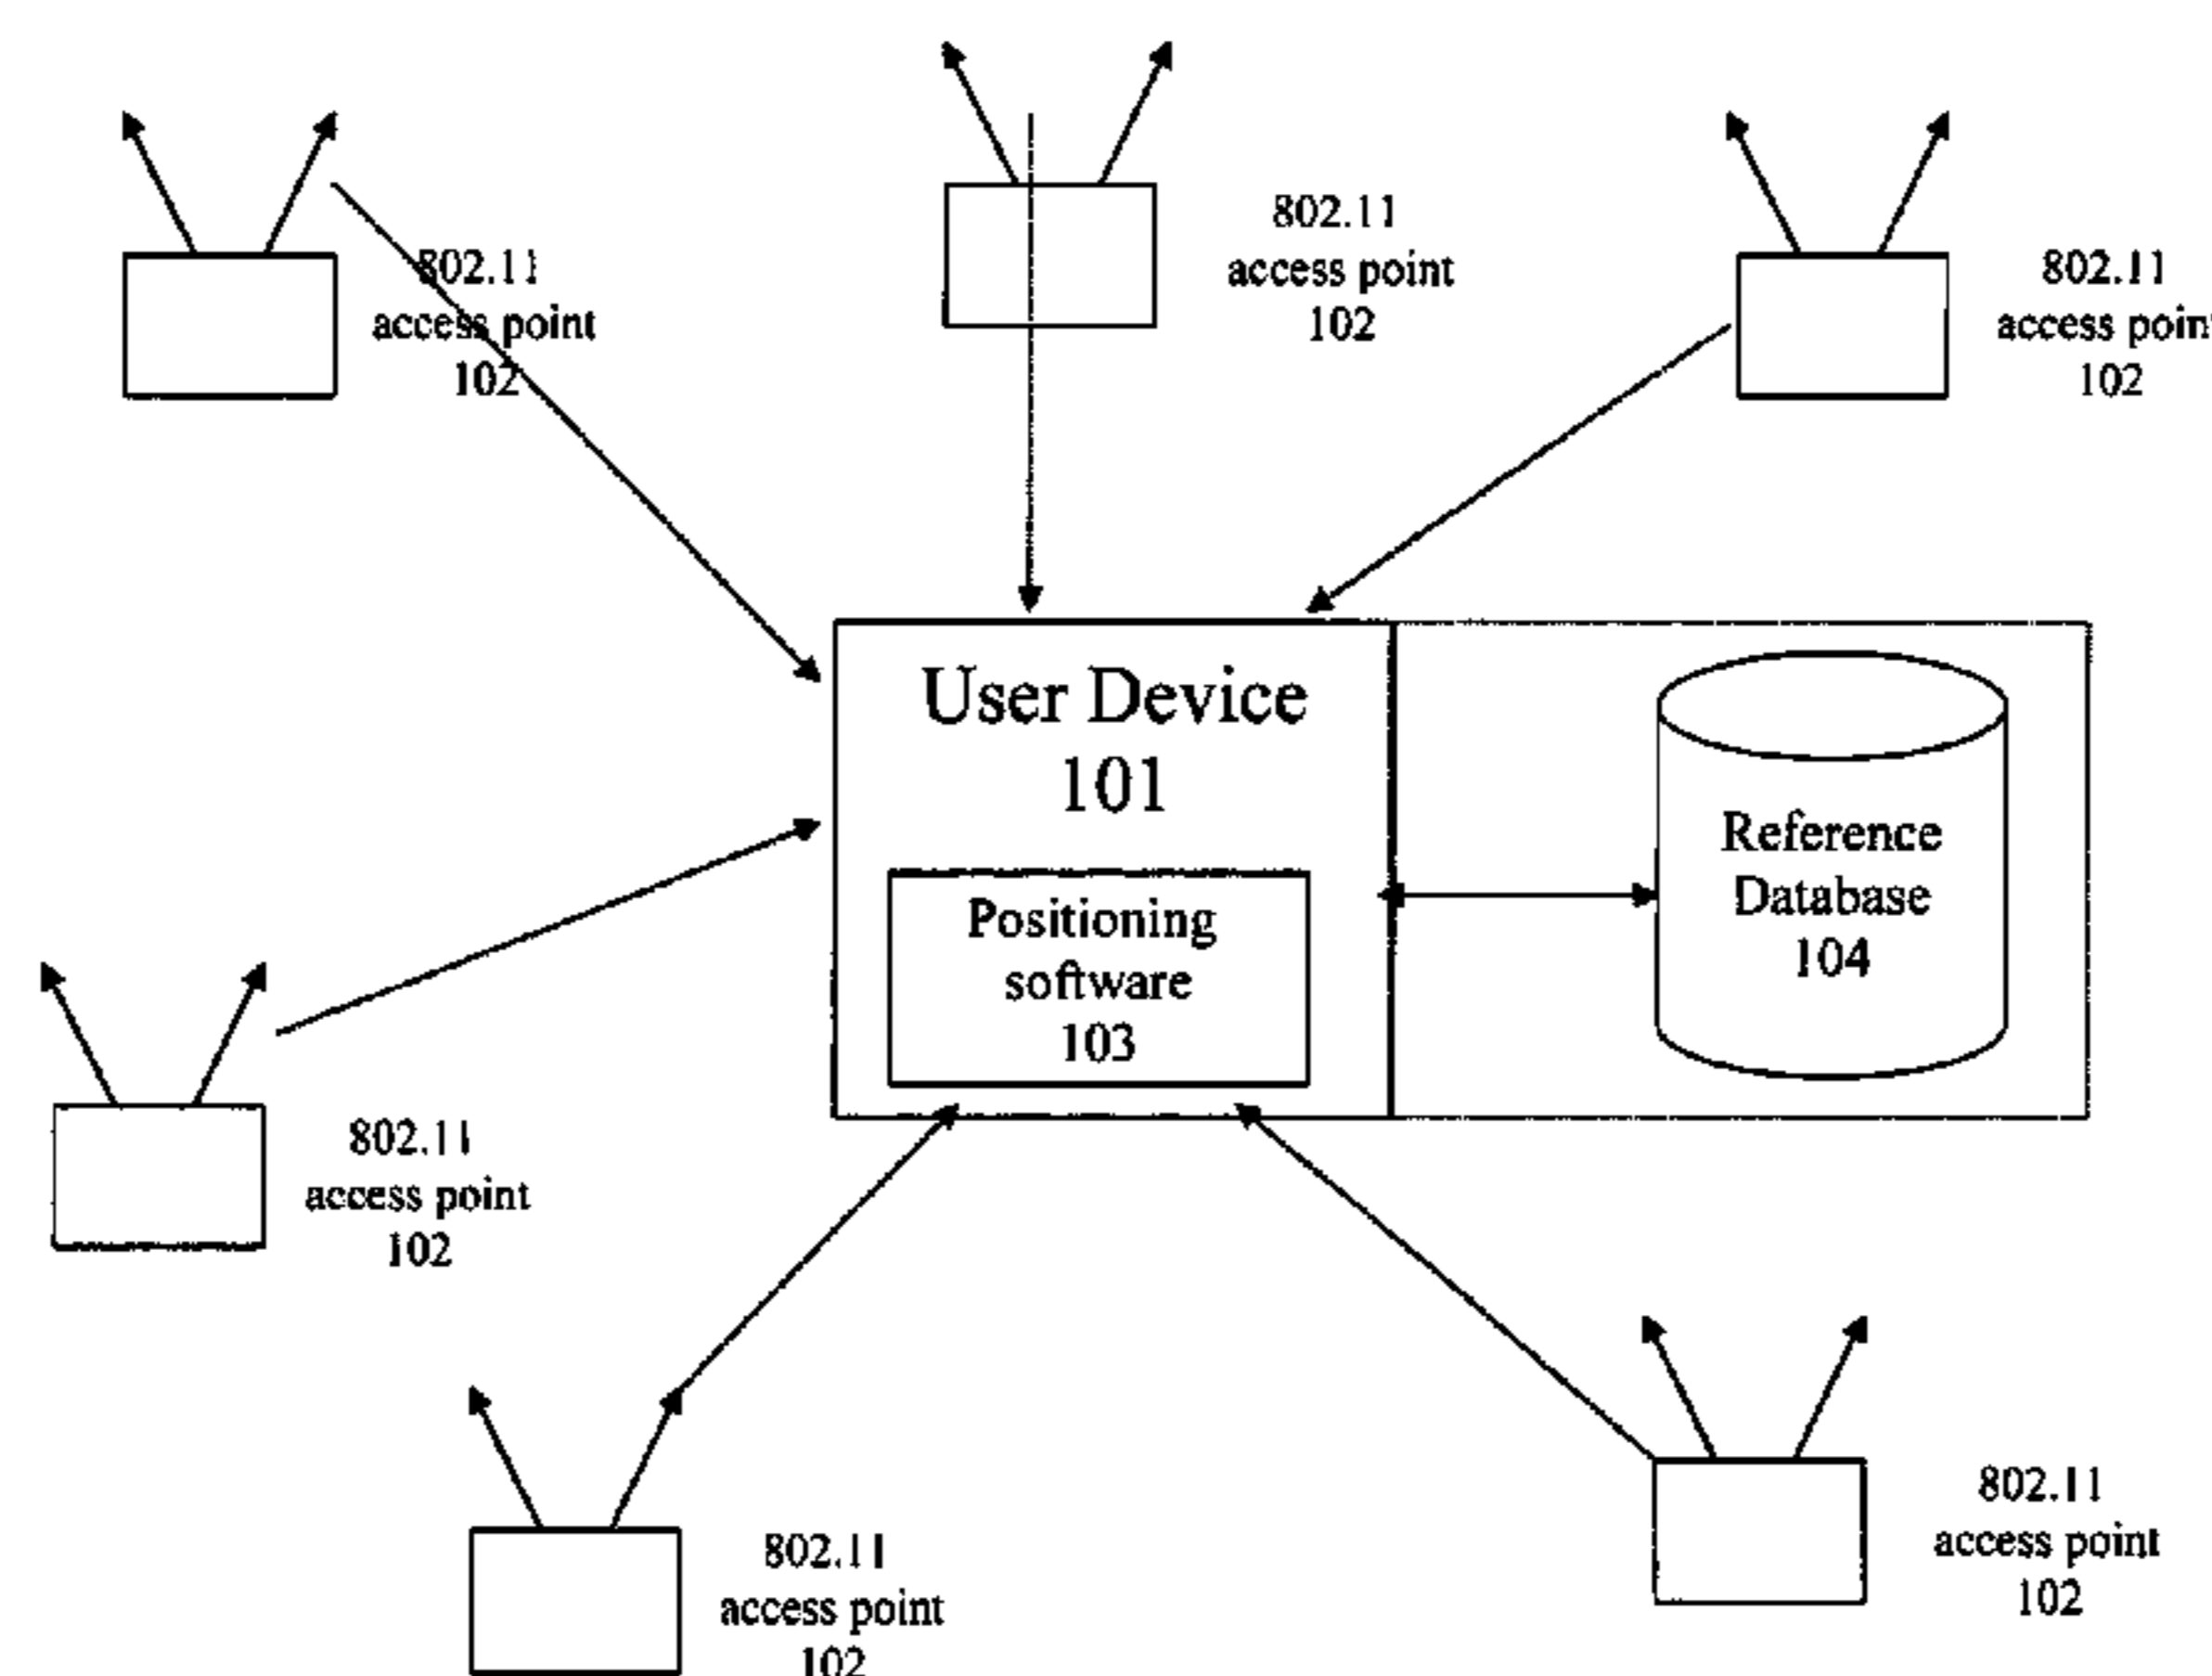 802.11
access point
102
802.11
access point
102
802.11
access point
102
User Device
101
Positioning
software
103
Reference
Database
104
802.11
access point
102
802.11
access point
102
802.11
access point
102